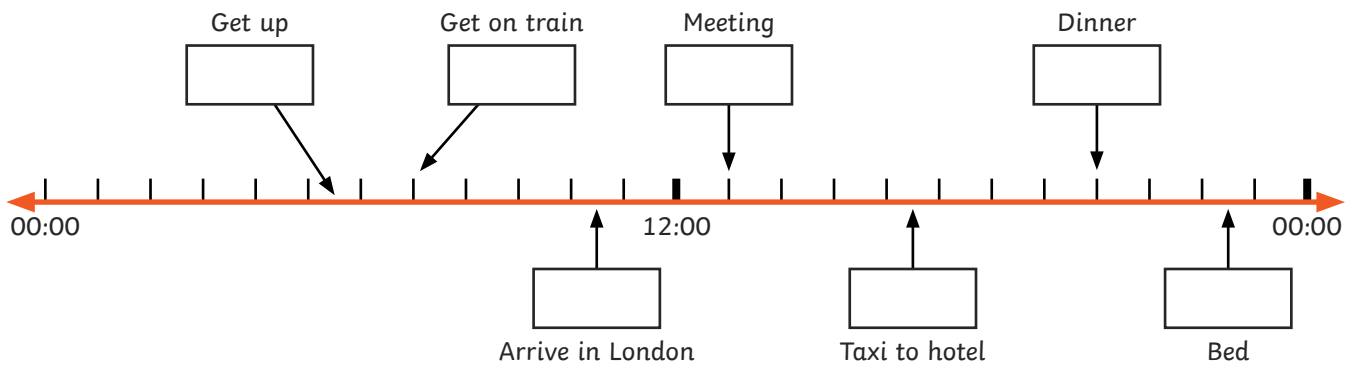 Get up
Get on train
Meeting
Dinner
00:00
12:00
00:00
Arrive in London
Taxi to hotel
Bed